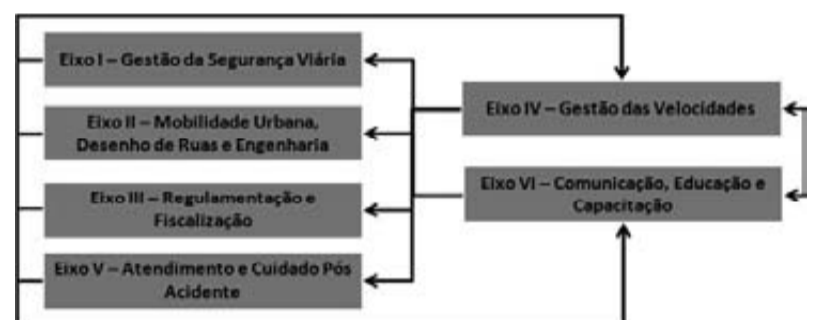 Eixo I – Gestão da Segurança Viária
Eixo II – Mobilidade Urbana,
Desenho de Ruas e Engenharia
Eixo III – Regulamentação e
Fiscalização
Eixo V – Atendimento e Cuidado Pós
Acidente
Eixo IV – Gestão das Velocidades
Eixo VI – Comunicação, Educação e
Capacitação